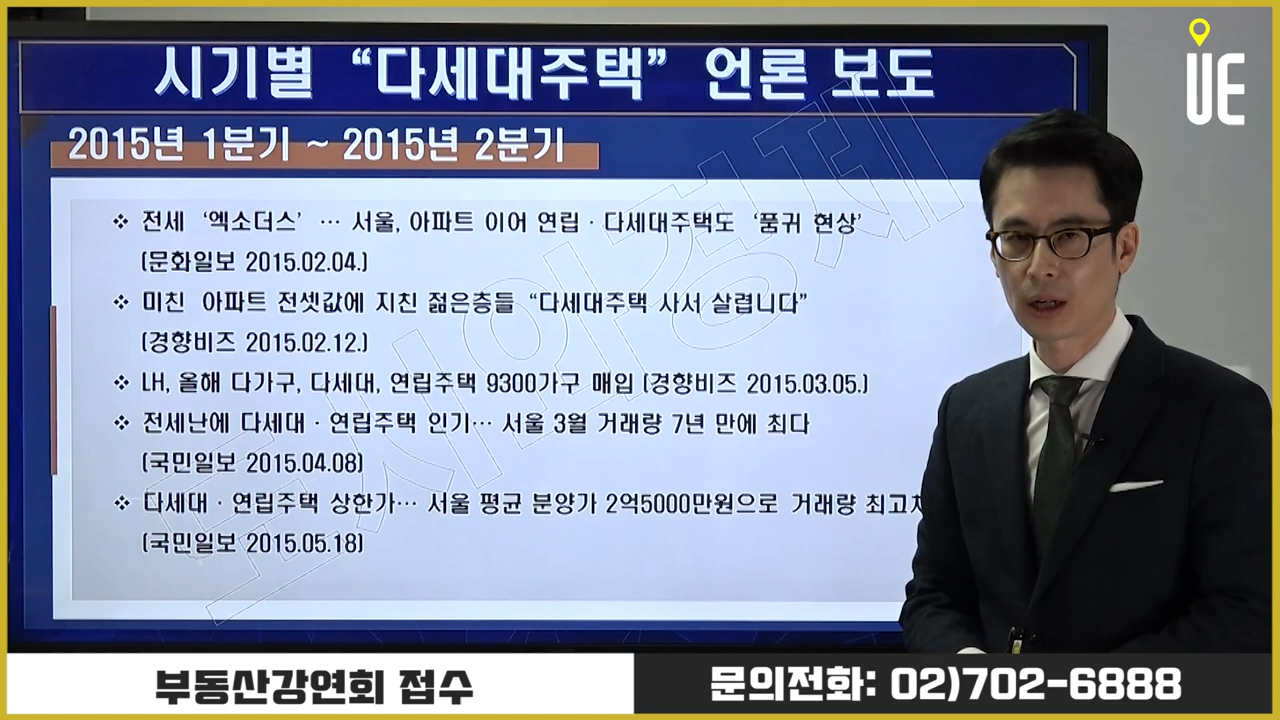 시기별 “다세대주택” 언론 보도
UE
2015년 1분기 ~ 2015년 2분기
❖ 전세 ‘엑소더스’ … 서울, 아파트 이어 연립 · 다세대주택도 ‘품귀 현상’
(문화일보 2015.02.04.)
❖ 미친 아파트 전셋값에 지친 젊은층들 “다세대주택 사서 살렵니다”
(경향비즈 2015.02.12.)
❖ LH, 올해 다가구, 다세대, 연립주택 9300가구 매입 (경향비즈 2015.03.05.)
❖ 전세난에 다세대 · 연립주택 인기… 서울 3월 거래량 7년 만에 최다
(국민일보 2015.04.08)
❖ 다세대 · 연립주택 상한가… 서울 평균 분양가 2억5000만원으로 거래량 최고치
(국민일보 2015.05.18)
도시와경제
부동산강연회 접수
문의전화: 02)702-6888